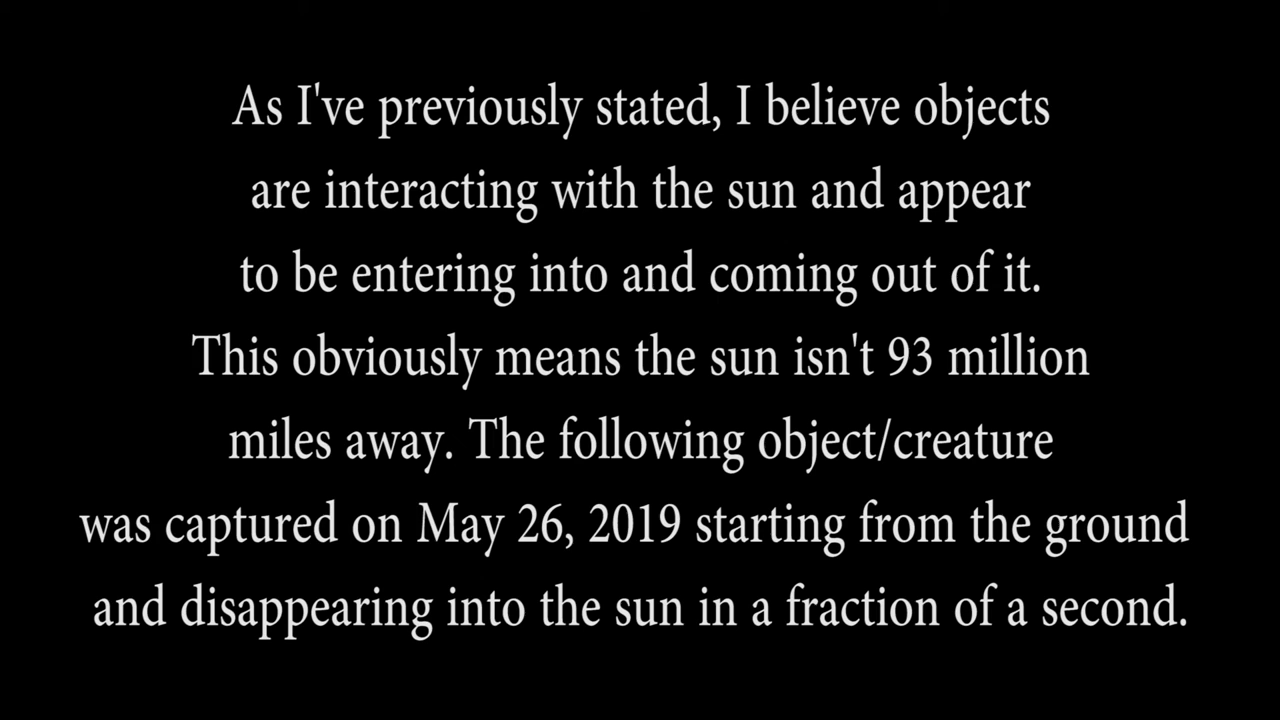 As I've previously stated, I believe objects
are interacting with the sun and appear
to be entering into and coming out of it.
This obviously means the sun isn't 93 million
miles away. The following object/creature
was captured on May 26, 2019 starting from the ground
and disappearing into the sun in a fraction of a second.